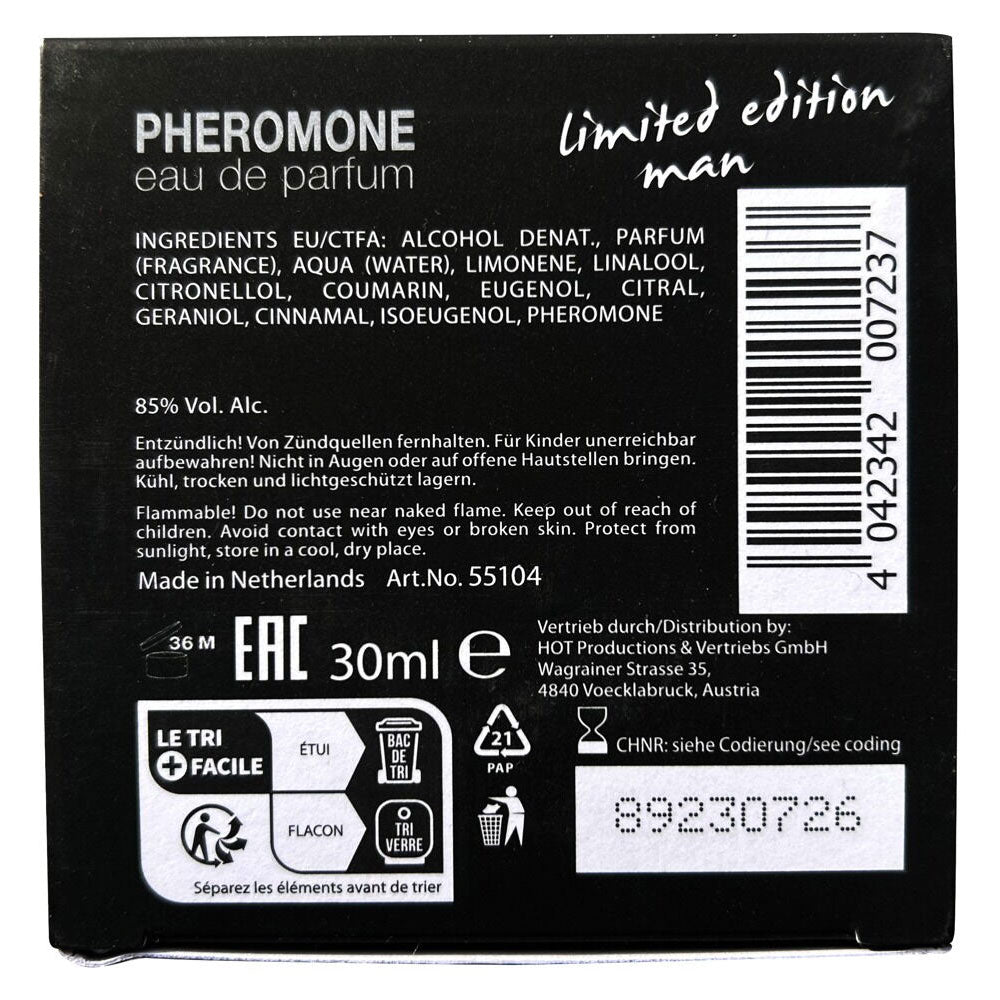 PHEROMONE
eau de parfum
limited edition
man
INGREDIENTS EU/CTFA: ALCOHOL DENAT., PARFUM
(FRAGRANCE), AQUA (WATER), LIMONENE, LINALOOL,
CITRONELLOL, COUMARIN, EUGENOL, CITRAL,
GERANIOL, CINNAMAL, ISOEUGENOL, PHEROMONE
4 042342 007237
85% Vol. Alc.
Entzündlich! Von Zündquellen fernhalten. Für Kinder unerreichbar
aufbewahren! Nicht in Augen oder auf offene Hautstellen bringen.
Kühl, trocken und lichtgeschützt lagern.
Flammable! Do not use near naked flame. Keep out of reach of
children. Avoid contact with eyes or broken skin. Protect from
sunlight, store in a cool, dry place.
Made in Netherlands Art.No. 55104
36 M
EAC
30ml e
Vertrieb durch/Distribution by:
HOT Productions & Vertriebs GmbH
Wagrainer Strasse 35,
4840 Voecklabruck, Austria
LE TRI
+ FACILE
ÉTUI
BAC
DE
TRI
FLACON
TRI
VERRE
Séparez les éléments avant de trier
21
PAP
CHNR: siehe Codierung/see coding
89230726